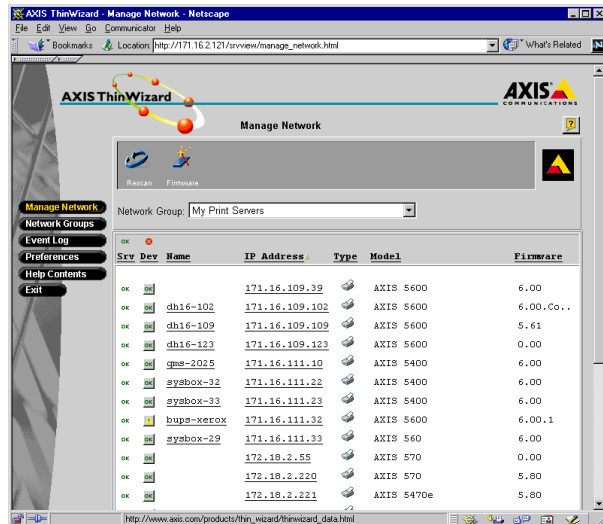 AXIS ThinWizard - Manage Network - Netscape
File Edit View Go Communicator Help
Bookmarks Location: http://171.16.2.121/srvview/manage_network.html What's Related N
AXIS ThinWizard
AXIS
COMMUNICATIONS
Manage Network
?
Rescan Firmware
Manage Network
Network Groups
Event Log
Preferences
Help Contents
Exit
Network Group: My Print Servers
OK
Srv Dev Name IP Address Type Model Firmware
OK OK 171.16.109.39 AXIS 5600 6.00
OK OK dh16-102 171.16.109.102 AXIS 5600 6.00.Co..
OK OK dh16-109 171.16.109.109 AXIS 5600 5.61
OK OK dh16-123 171.16.109.123 AXIS 5600 0.00
OK OK qms-2025 171.16.111.10 AXIS 5400 6.00
OK OK sysbox-32 171.16.111.22 AXIS 5400 6.00
OK OK sysbox-33 171.16.111.23 AXIS 5400 6.00
OK ! bups-xerox 171.16.111.32 AXIS 5600 6.00.1
OK OK sysbox-29 171.16.111.33 AXIS 560 6.00
OK OK 172.18.2.55 AXIS 570 0.00
OK OK 172.18.2.220 AXIS 570 5.80
OK OK 172.18.2.221 AXIS 5470e 5.80
http://www.axis.com/products/thin_wizard/thinwizard_data.html